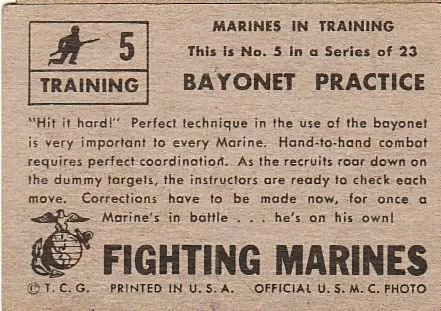 5
TRAINING
MARINES IN TRAINING
This is No. 5 in a Series of 23
BAYONET PRACTICE
"Hit it hard!" Perfect technique in the use of the bayonet
is very important to every Marine. Hand-to-hand combat
requires perfect coordination. As the recruits roar down on
the dummy targets, the instructors are ready to check each
move. Corrections have to be made now, for once a
Marine's in battle . . . he's on his own!
FIGHTING MARINES
© T. C. G. PRINTED IN U. S. A. OFFICIAL U. S. M. C. PHOTO